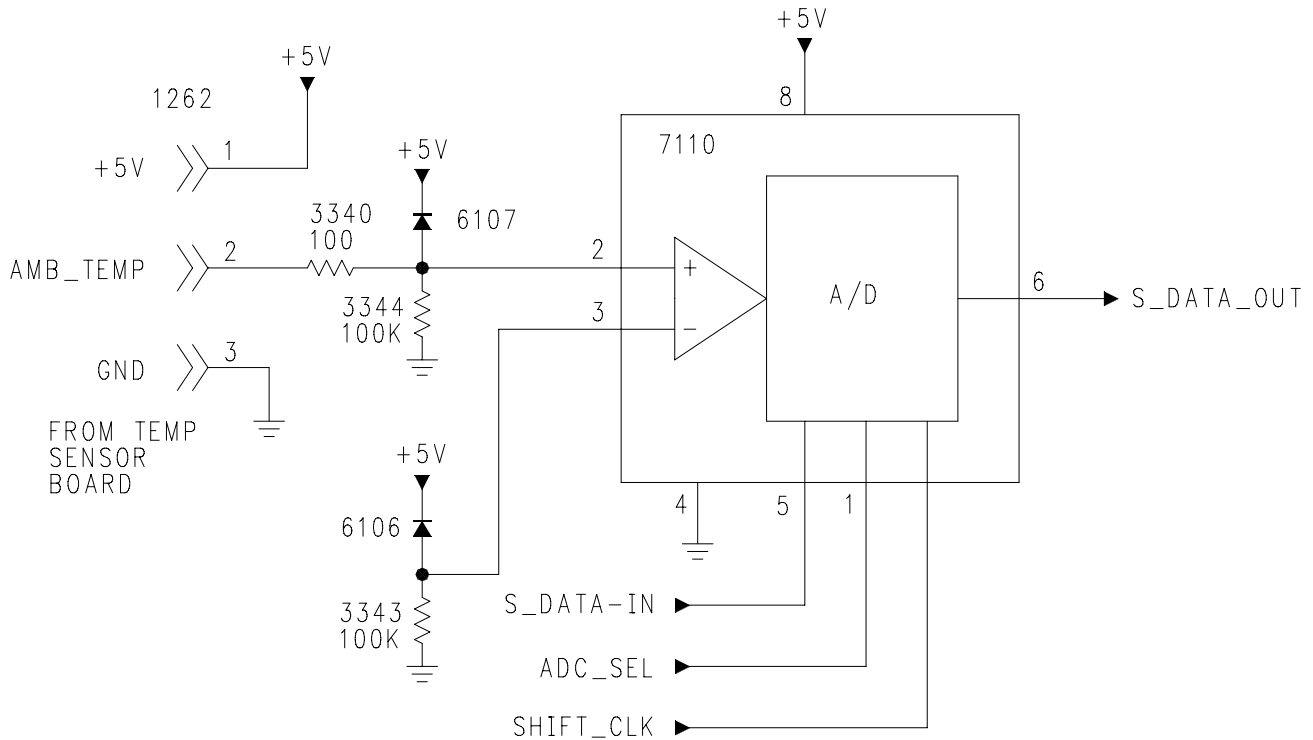 +5V
+5V
1262
8
1
+5V
7110
+5V
3340
100
6107
AMB_TEMP
2
2
+
A/D
6
S_DATA_OUT
3344
100K
3
-
GND
3
FROM TEMP
SENSOR
BOARD
+5V
4
5
1
6106
S_DATA-IN
3343
100K
ADC_SEL
SHIFT_CLK